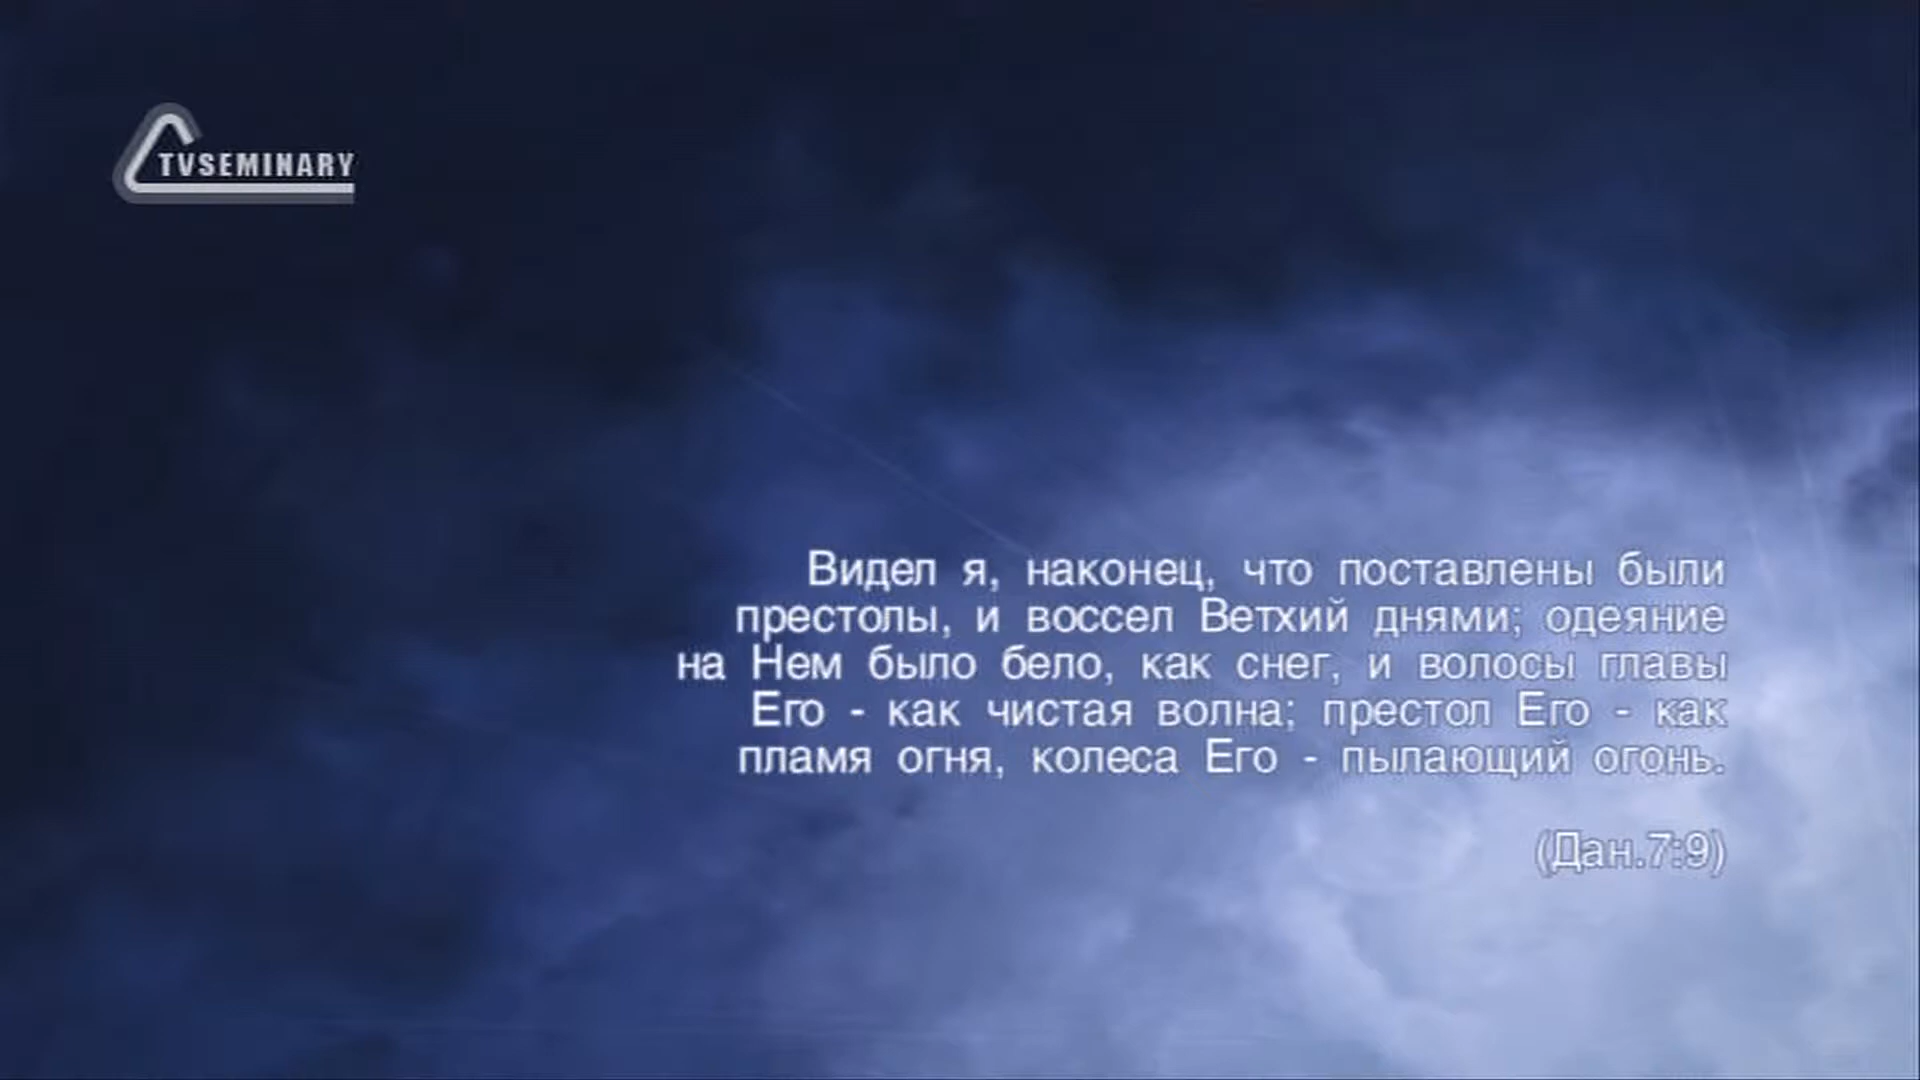 TVSEMINARY
Видел я, наконец, что поставлены были
престолы, и воссел Ветхий днями; одеяние
на Нем было бело, как снег, и волосы главы
Его - как чистая волна; престол Его - как
пламя огня, колеса Его - пылающий огонь.
(Дан.7:9)